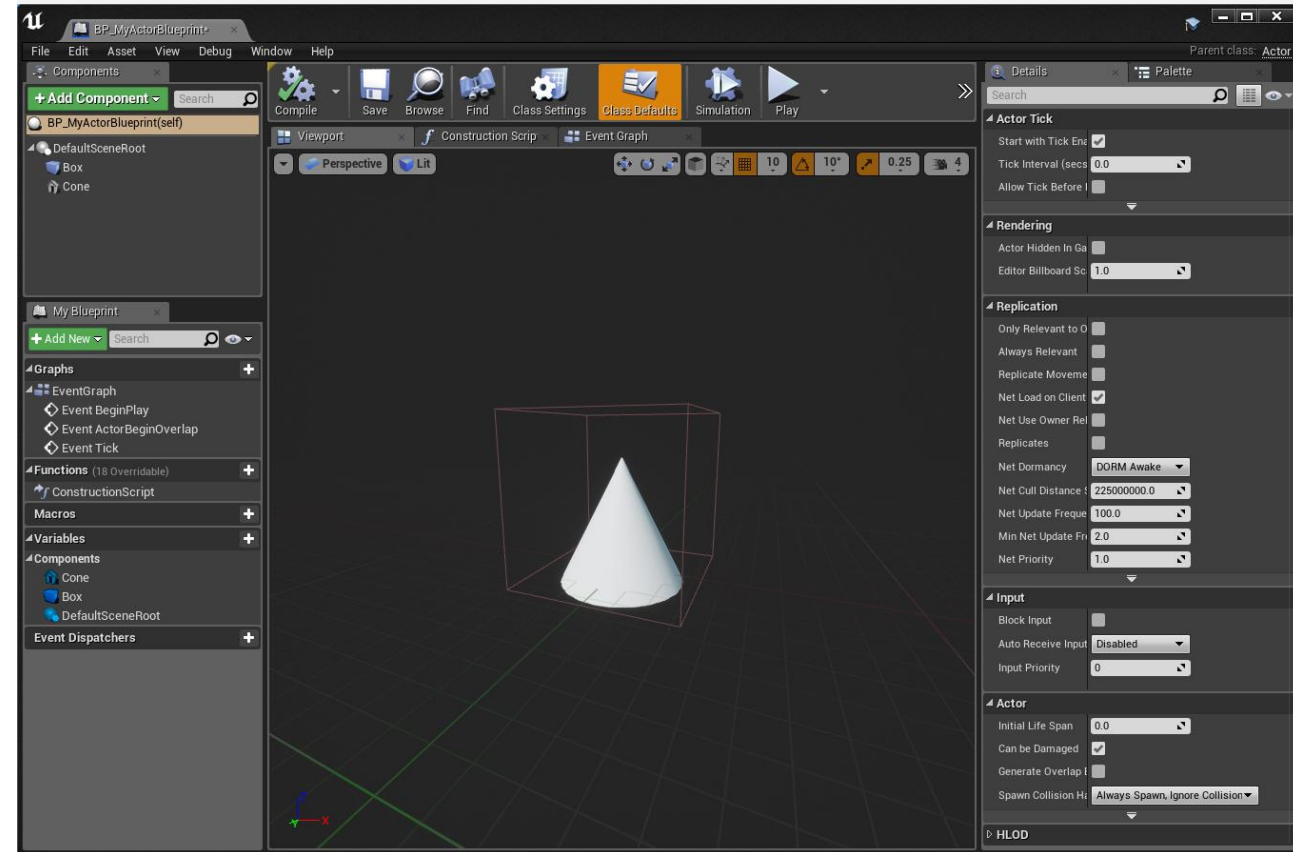 BP_MyActorBlueprint*
File Edit Asset View Debug Window Help
Parent class: Actor
Components
+Add Component
Search
BP_MyActorBlueprint(self)
DefaultSceneRoot
Box
Cone
My Blueprint
+Add New
Search
Graphs
EventGraph
Event BeginPlay
Event ActorBeginOverlap
Event Tick
Functions (18 Overridable)
ConstructionScript
Macros
Variables
Components
Cone
Box
DefaultSceneRoot
Event Dispatchers
Compile Save Browse Find Class Settings Class Defaults Simulation Play
Viewport Construction Scrip Event Graph
Perspective Lit 10 10° 0.25 4
X
Details Palette
Search
Actor Tick
Start with Tick Ena
Tick Interval (secs 0.0
Allow Tick Before
Rendering
Actor Hidden In Ga
Editor Billboard Sc 1.0
Replication
Only Relevant to O
Always Relevant
Replicate Moveme
Net Load on Client
Net Use Owner Rel
Replicates
Net Dormancy DORM Awake
Net Cull Distance 225000000.0
Net Update Freque 100.0
Min Net Update Fr 2.0
Net Priority 1.0
Input
Block Input
Auto Receive Input Disabled
Input Priority 0
Actor
Initial Life Span 0.0
Can be Damaged
Generate Overlap
Spawn Collision Ha Always Spawn, Ignore Collision
HLOD